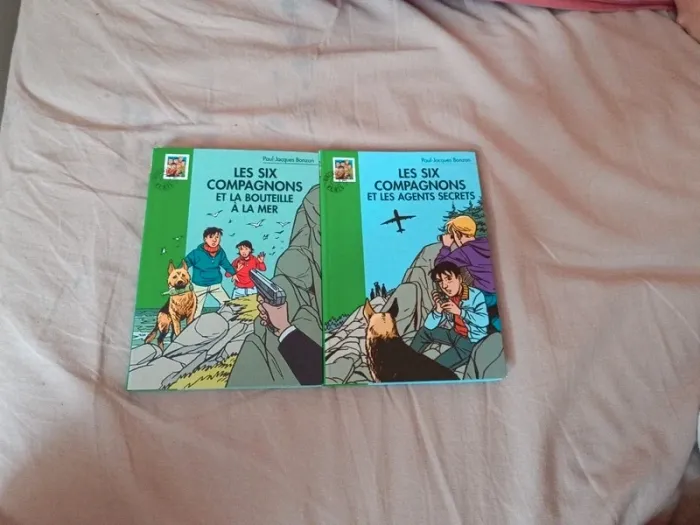 Paul Jacques Bonzon
LES SIX
COMPAGNONS
ET LA BOUTEILLE
À LA MER
Paul-Jacques Bonzon
LES SIX
COMPAGNONS
ET LES AGENTS SECRETS